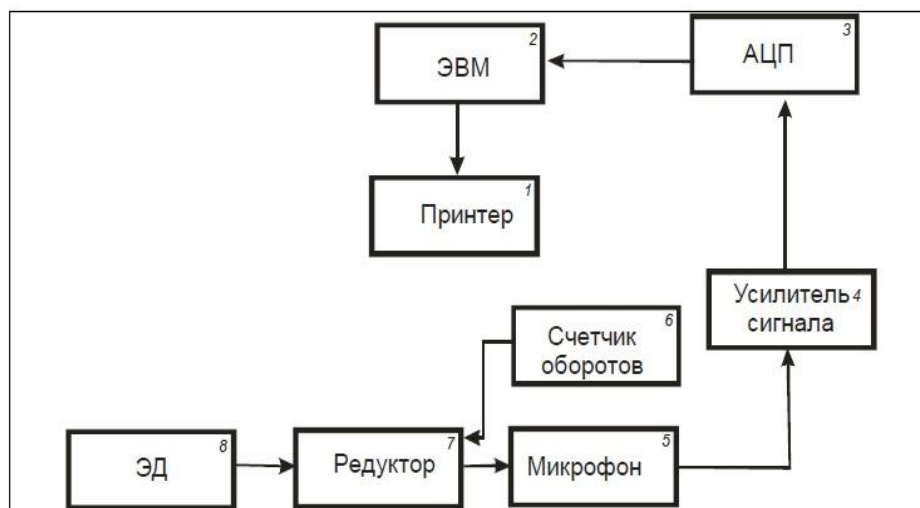 2
ЭВМ
3
АЦП
1
Принтер
Усилитель 4
сигнала
6
Счетчик
оборотов
8
ЭД
7
Редуктор
5
Микрофон